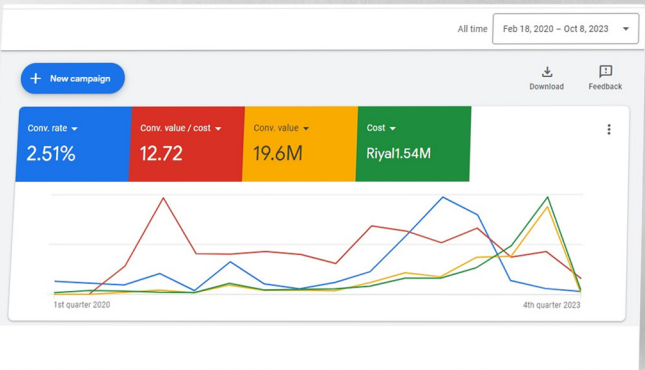 All time Feb 18, 2020 – Oct 8, 2023
New campaign
Download
Feedback
Conv. rate
2.51%
Conv. value / cost
12.72
Conv. value
19.6M
Cost
Riyal1.54M
1st quarter 2020
4th quarter 2023